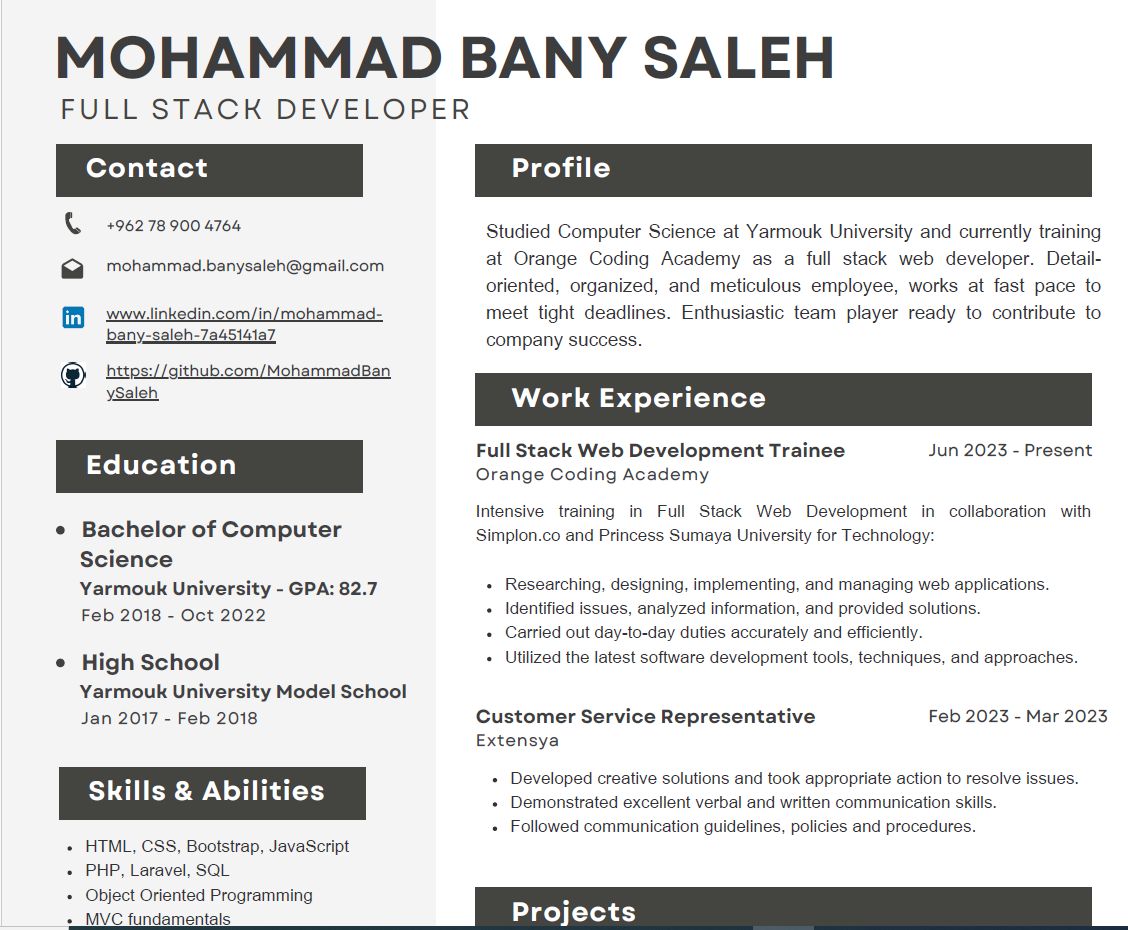 MOHAMMAD BANY SALEH
FULL STACK DEVELOPER
Contact
+962 78 900 4764
mohammad.banysaleh@gmail.com
www.linkedin.com/in/mohammad-
bany-saleh-7a45141a7
https://github.com/MohammadBan
ySaleh
Education
• Bachelor of Computer
Science
Yarmouk University - GPA: 82.7
Feb 2018 - Oct 2022
• High School
Yarmouk University Model School
Jan 2017 - Feb 2018
Skills & Abilities
• HTML, CSS, Bootstrap, JavaScript
• PHP, Laravel, SQL
• Object Oriented Programming
• MVC fundamentals
Profile
Studied Computer Science at Yarmouk University and currently training
at Orange Coding Academy as a full stack web developer. Detail-
oriented, organized, and meticulous employee, works at fast pace to
meet tight deadlines. Enthusiastic team player ready to contribute to
company success.
Work Experience
Full Stack Web Development Trainee Jun 2023 - Present
Orange Coding Academy
Intensive training in Full Stack Web Development in collaboration with
Simplon.co and Princess Sumaya University for Technology:
• Researching, designing, implementing, and managing web applications.
• Identified issues, analyzed information, and provided solutions.
• Carried out day-to-day duties accurately and efficiently.
• Utilized the latest software development tools, techniques, and approaches.
Customer Service Representative Feb 2023 - Mar 2023
Extensya
• Developed creative solutions and took appropriate action to resolve issues.
• Demonstrated excellent verbal and written communication skills.
• Followed communication guidelines, policies and procedures.
Projects